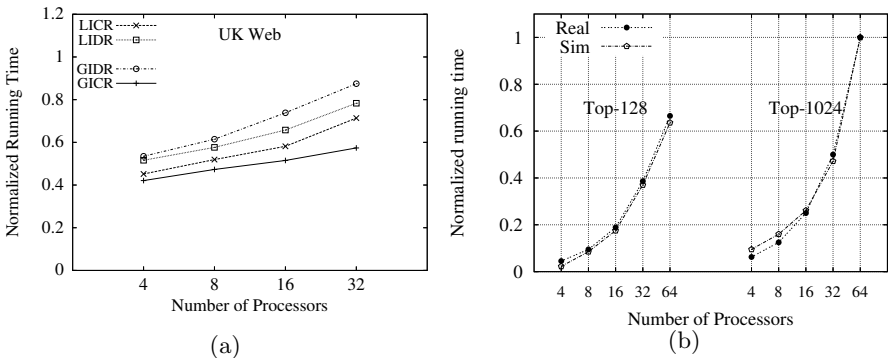 1.2
1
0.8
0.6
0.4
0.2
0
Normalized Running Time
LICR
LIDR
GIDR
GICR
UK Web
4 8 16 32
Number of Processors
(a)
1
0.8
0.6
0.4
0.2
0
Normalized running time
Real
Sim
Top-128
Top-1024
4 8 16 32 64 4 8 16 32 64
Number of Processors
(b)